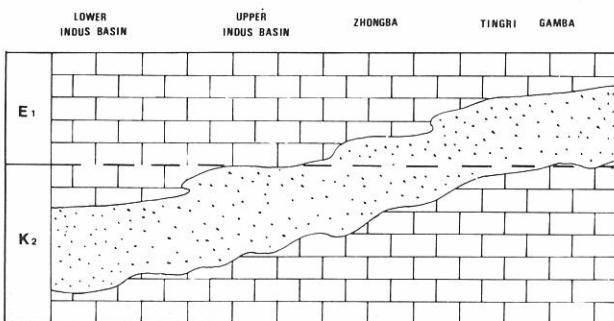 LOWER
INDUS BASIN
UPPER
INDUS BASIN
ZHONGBA
TINGRI
GAMBA
E1
K2